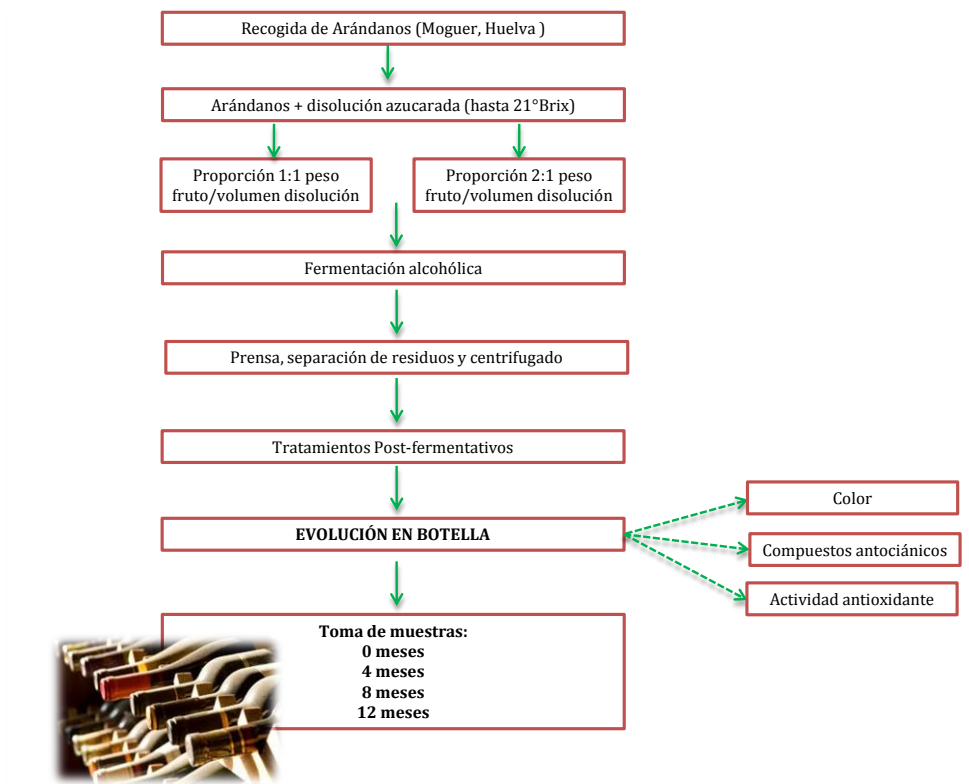 Recogida de Arándanos (Moguer, Huelva )
Arándanos + disolución azucarada (hasta 21°Brix)
Proporción 1:1 peso
fruto/volumen disolución
Proporción 2:1 peso
fruto/volumen disolución
Fermentación alcohólica
Prensa, separación de residuos y centrifugado
Tratamientos Post-fermentativos
EVOLUCIÓN EN BOTELLA
Color
Compuestos antociánicos
Actividad antioxidante
Toma de muestras:
0 meses
4 meses
8 meses
12 meses